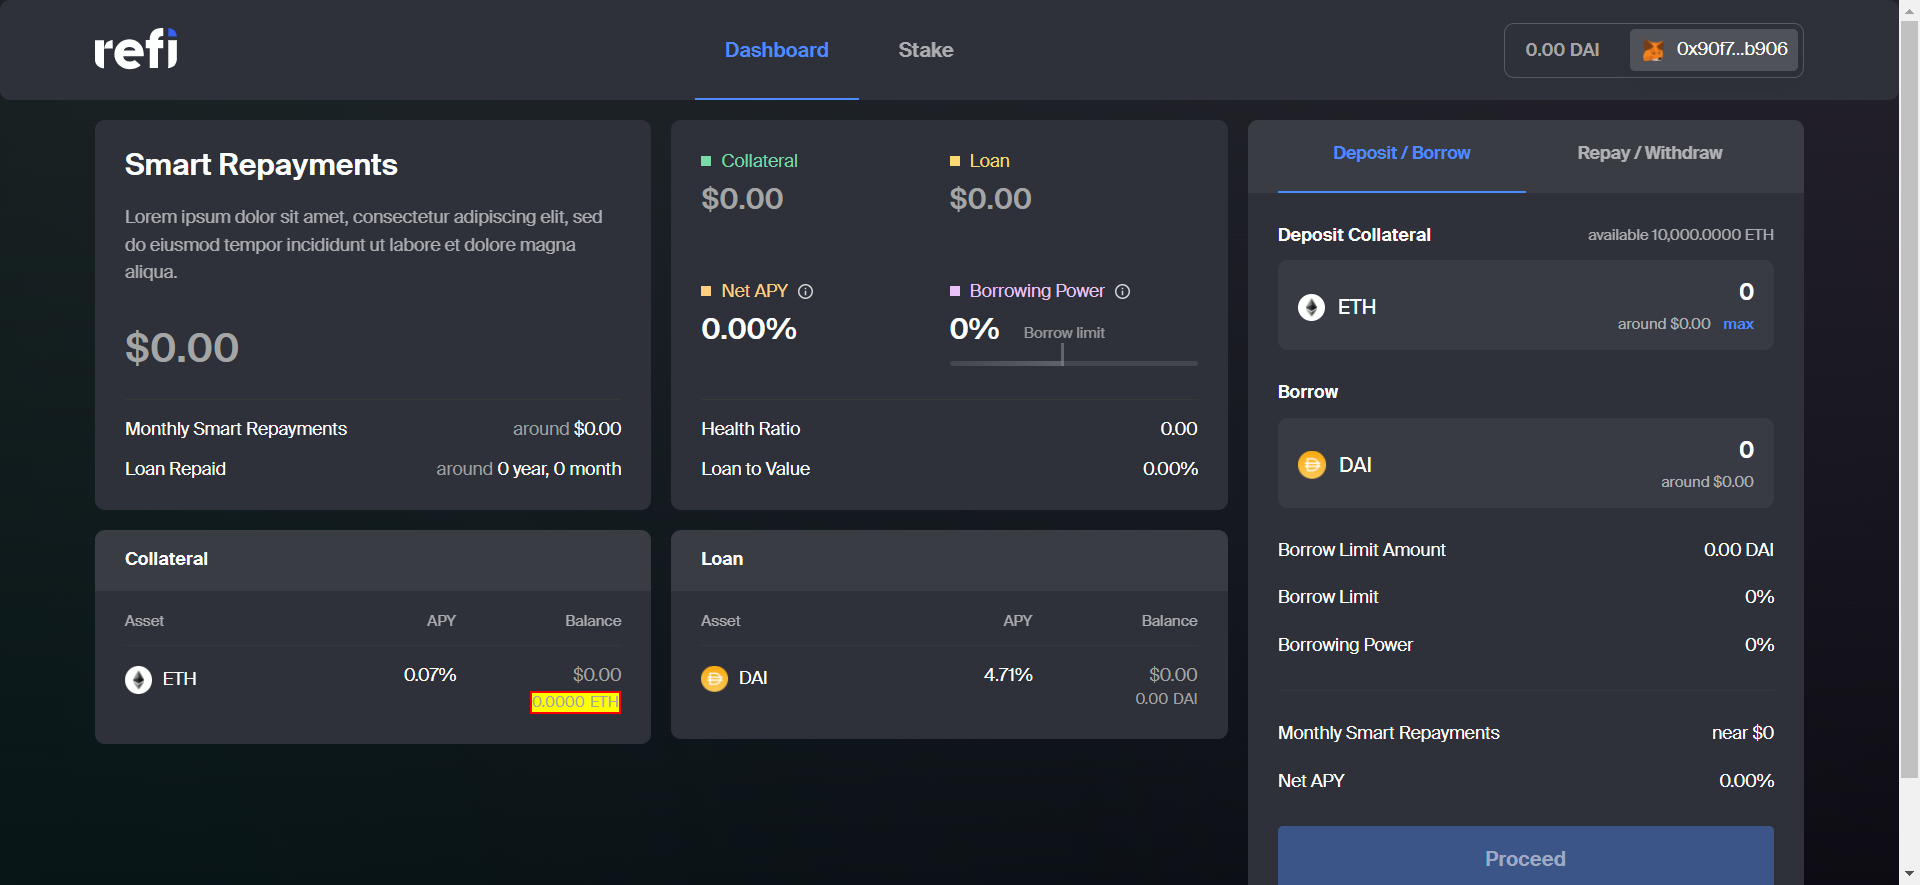 refi
Dashboard
Stake
0.00 DAI
0x90f7...b906
Smart Repayments
Lorem ipsum dolor sit amet, consectetur adipiscing elit, sed
do eiusmod tempor incididunt ut labore et dolore magna
aliqua.
$0.00
Monthly Smart Repayments around $0.00
Loan Repaid around 0 year, 0 month
Collateral
$0.00
Loan
$0.00
Net APY
0.00%
Borrowing Power
0% Borrow limit
Health Ratio 0.00
Loan to Value 0.00%
Collateral
Asset APY Balance
ETH 0.07% $0.00
0.0000 ETH
Loan
Asset APY Balance
DAI 4.71% $0.00
0.00 DAI
Deposit / Borrow
Repay / Withdraw
Deposit Collateral available 10,000.0000 ETH
ETH 0
around $0.00 max
Borrow
DAI 0
around $0.00
Borrow Limit Amount 0.00 DAI
Borrow Limit 0%
Borrowing Power 0%
Monthly Smart Repayments near $0
Net APY 0.00%
Proceed